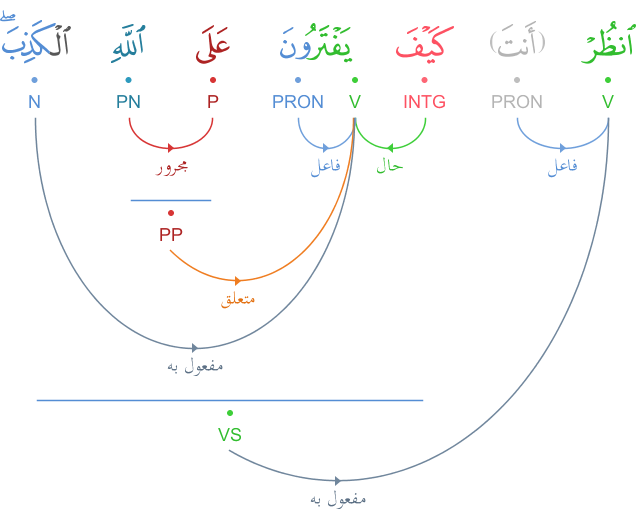 ٱنظُرْ (أَنتَ) كَيْفَ يَفْتَرُونَ عَلَى ٱللَّهِ ٱلْكَذِبَ ۖ
V PRON INTG V PRON P PN N
فاعل حال فاعل مجرور
PP
متعلق
مفعول به
VS
مفعول به